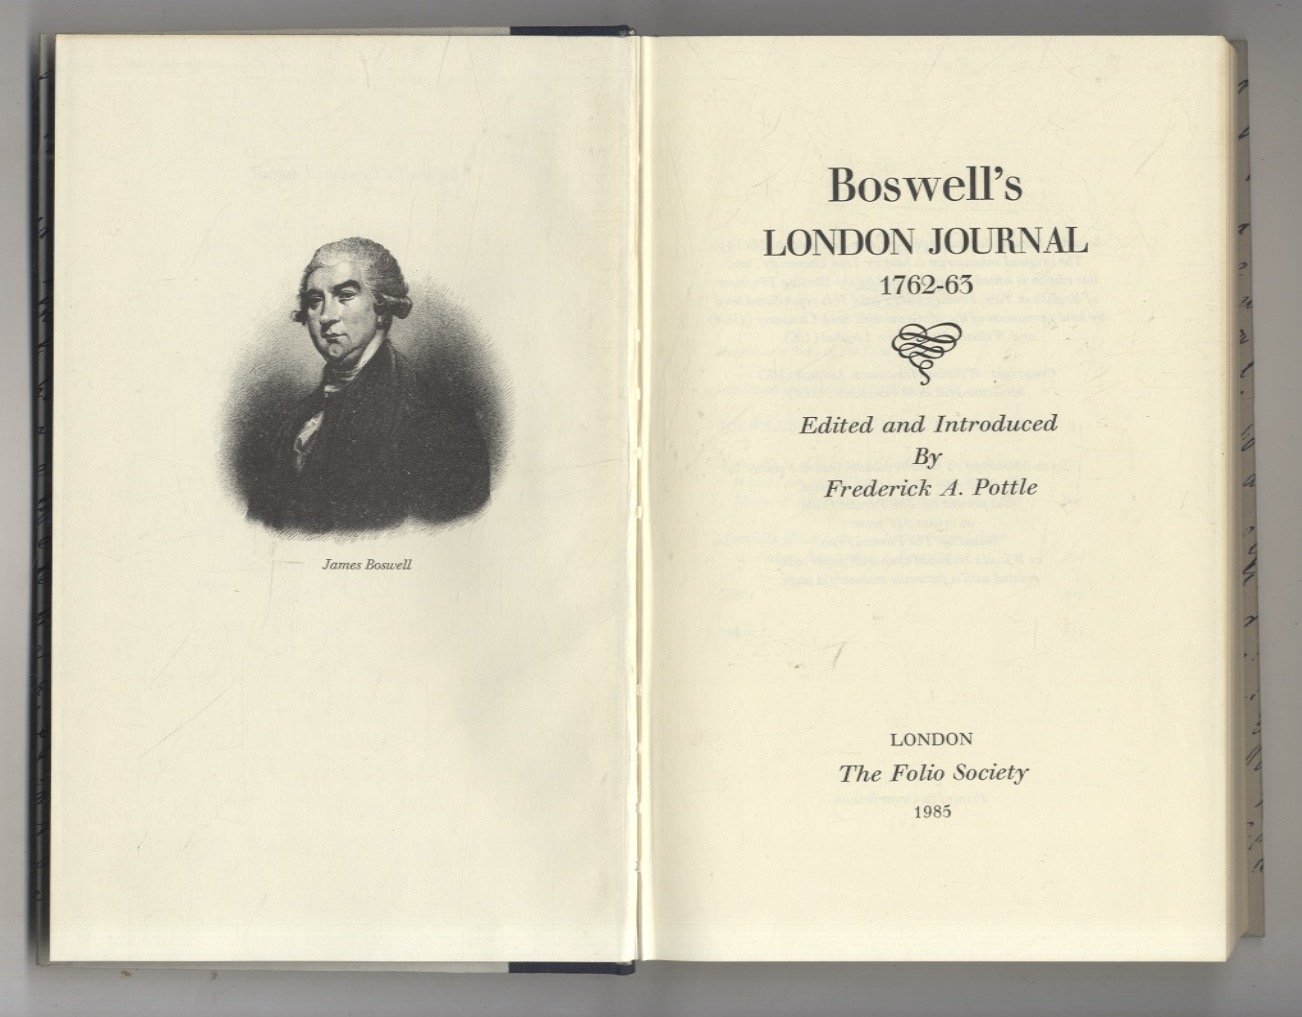 James Boswell
Boswell's
LONDON JOURNAL
1762-63
Edited and Introduced
By
Frederick A. Pottle
LONDON
The Folio Society
1985